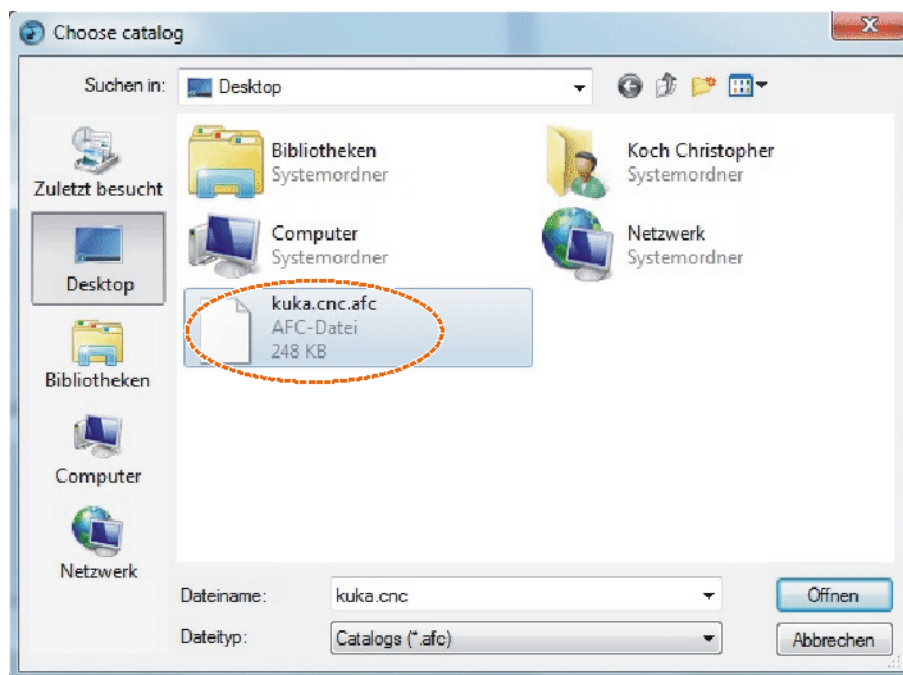 Choose catalog
Suchen in:
Desktop
Zuletzt besucht
Desktop
Bibliotheken
Computer
Netzwerk
Bibliotheken
Systemordner
Koch Christopher
Systemordner
Computer
Systemordner
Netzwerk
Systemordner
kuka.cnc.afc
AFC-Datei
248 KB
Dateiname:
kuka.cnc
Öffnen
Dateityp:
Catalogs (*.afc)
Abbrechen